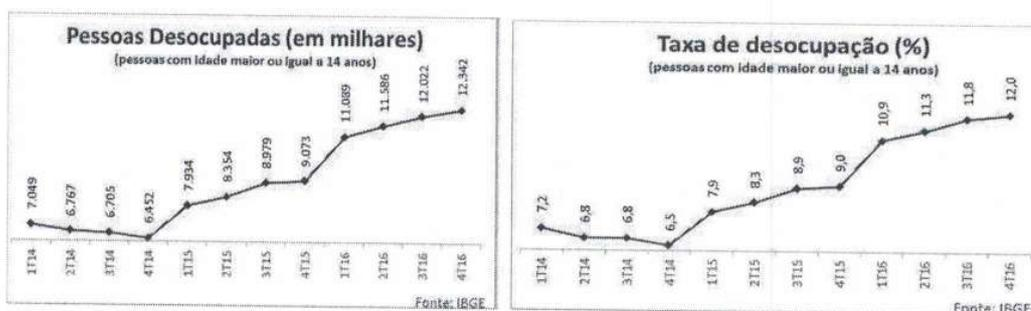 Pessoas Desocupadas (em milhares)
(pessoas com idade maior ou igual a 14 anos)
7.049
6.767
6.705
6.452
7.934
8.354
8.979
9.073
11.089
11.586
12.022
12.342
1T14
2T14
3T14
4T14
1T15
2T15
3T15
4T15
1T16
2T16
3T16
4T16
Fonte: IBGE
Taxa de desocupação (%)
(pessoas com idade maior ou igual a 14 anos)
7,2
6,8
6,8
6,5
7,9
8,3
8,9
9,0
10,9
11,3
11,8
12,0
1T14
2T14
3T14
4T14
1T15
2T15
3T15
4T15
1T16
2T16
3T16
4T16
Fonte: IBGE